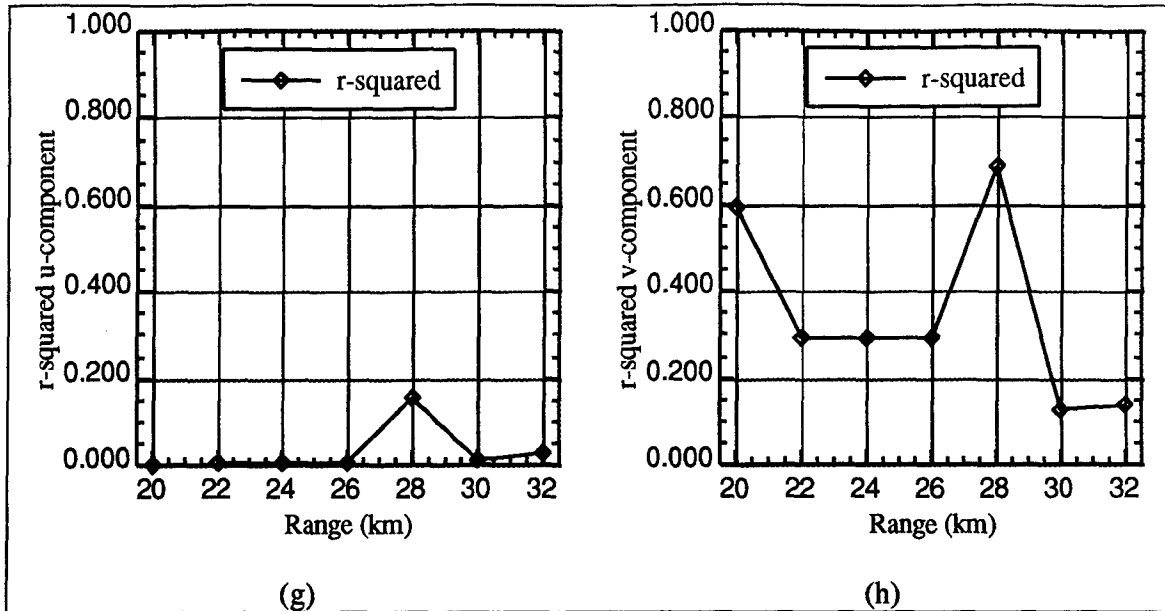 1.000
0.800
0.600
0.400
0.200
0.000
r-squared u-component
r-squared
20 22 24 26 28 30 32
Range (km)
(g)
1.000
0.800
0.600
0.400
0.200
0.000
r-squared v-component
r-squared
20 22 24 26 28 30 32
Range (km)
(h)